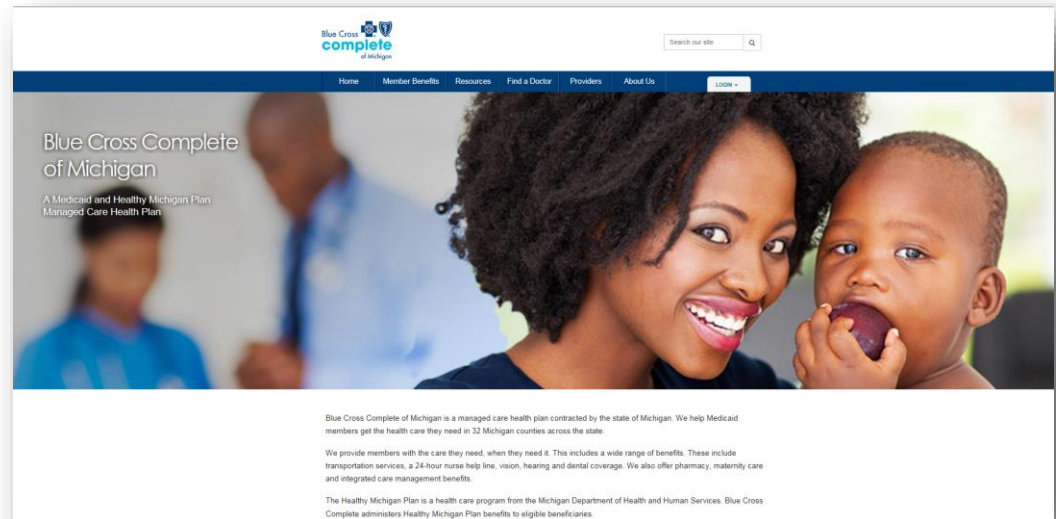 Blue Cross
complete
of Michigan
Search our site
Home Member Benefits Resources Find a Doctor Providers About Us LOGIN
Blue Cross Complete
of Michigan
A Medicaid and Healthy Michigan Plan
Managed Care Health Plan
Blue Cross Complete of Michigan is a managed care health plan contracted by the state of Michigan. We help Medicaid
members get the health care they need in 32 Michigan counties across the state.
We provide members with the care they need, when they need it. This includes a wide range of benefits. These include
transportation services, a 24-hour nurse help line, vision, hearing and dental coverage. We also offer pharmacy, maternity care
and integrated care management benefits.
The Healthy Michigan Plan is a health care program from the Michigan Department of Health and Human Services. Blue Cross
Complete administers Healthy Michigan Plan benefits to eligible beneficiaries.